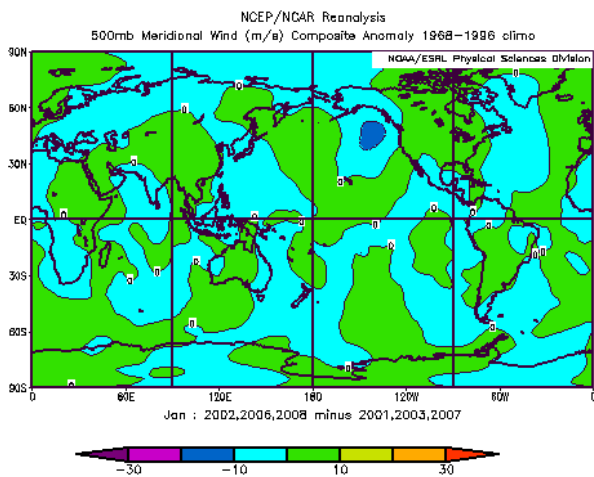 NCEP/NCAR Reanalysis
500mb Meridional Wind (m/s) Composite Anomaly 1968-1996 climo
NOAA/ESRL Physical Sciences Division
90N
60N
30N
EQ
30S
60S
90S
0 60E 120E 180 120W 60W 0
Jan : 2002,2006,2008 minus 2001,2003,2007
-30 -10 10 30